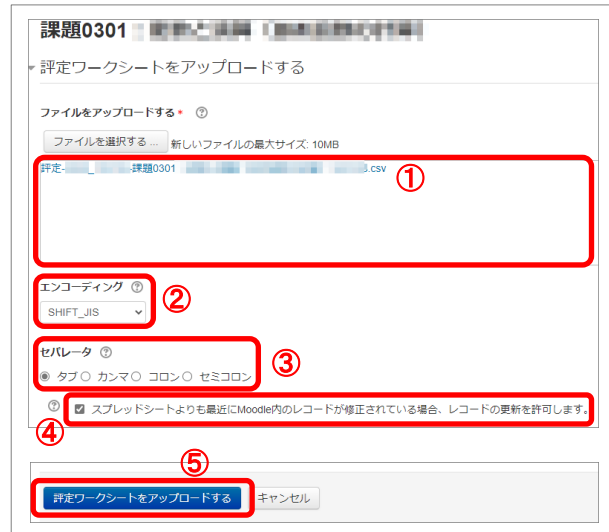 課題0301
評定ワークシートをアップロードする
ファイルをアップロードする *
ファイルを選択する ... 新しいファイルの最大サイズ: 10MB
評定- _ -課題0301 .csv
①
エンコーディング
②
SHIFT_JIS
セパレータ
③
タブ カンマ コロン セミコロン
スプレッドシートよりも最近にMoodle内のレコードが修正されている場合、レコードの更新を許可します。
④
⑤
評定ワークシートをアップロードする キャンセル